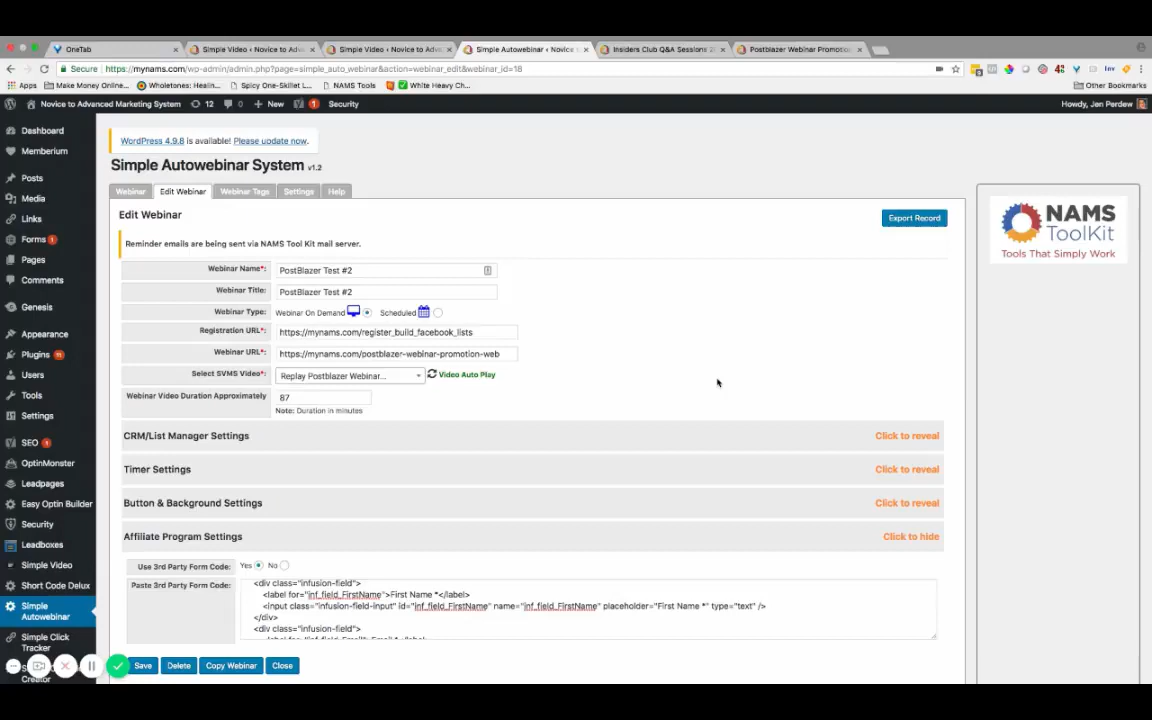 OneTab
Simple Video ‹ Novice to Adva
Simple Video ‹ Novice to Adva
Simple Autowebinar ‹ Novice t
Insiders Club Q&A Sessions 2
Postblazer Webinar Promotion
Secure https://mynams.com/wp-admin/admin.php?page=simple_auto_webinar&action=webinar_edit&webinar_id=18
Apps Make Money Online... Wholetones: Healin... Spicy One-Skillet ... NAMS Tools White Heavy Ch... Other Bookmarks
Novice to Advanced Marketing System 12 0 New 1 Security Howdy, Jen Perdew
Dashboard
Memberium
Posts
Media
Links
Forms 1
Pages
Comments
Genesis
Appearance
Plugins 11
Users
Tools
Settings
SEO 1
OptinMonster
Leadpages
Easy Optin Builder
Security
Leadboxes
Simple Video
Short Code Delux
Simple
Autowebinar
Simple Click
Tracker
Creator
WordPress 4.9.8 is available! Please update now.
Simple Autowebinar System v1.2
Webinar Edit Webinar Webinar Tags Settings Help
Edit Webinar
Export Record
Reminder emails are being sent via NAMS Tool Kit mail server.
Webinar Name*: PostBlazer Test #2
Webinar Title: PostBlazer Test #2
Webinar Type: Webinar On Demand Scheduled
Registration URL*: https://mynams.com/register_build_facebook_lists
Webinar URL*: https://mynams.com/postblazer-webinar-promotion-web
Select SVMS Video*: Replay Postblazer Webinar... Video Auto Play
Webinar Video Duration Approximately 87
Note: Duration in minutes
CRM/List Manager Settings Click to reveal
Timer Settings Click to reveal
Button & Background Settings Click to reveal
Affiliate Program Settings Click to hide
Use 3rd Party Form Code: Yes No
Paste 3rd Party Form Code: <div class="infusion-field">
<label for="inf_field_FirstName">First Name *</label>
<input class="infusion-field-input" id="inf_field_FirstName" name="inf_field_FirstName" placeholder="First Name *" type="text" />
</div>
<div class="infusion-field">
Save Delete Copy Webinar Close
NAMS
ToolKit
Tools That Simply Work